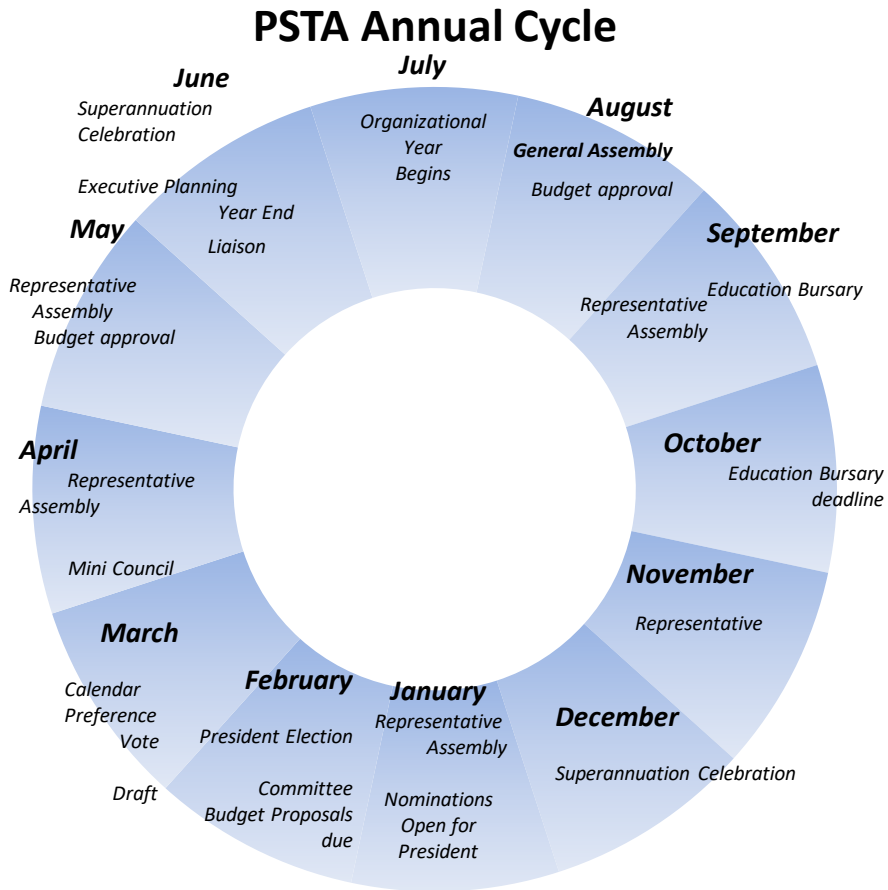 PSTA Annual Cycle
July
Organizational
Year
Begins
August
General Assembly
Budget approval
September
Education Bursary
Representative
Assembly
October
Education Bursary
deadline
November
Representative
December
Superannuation Celebration
January
Representative
Assembly
Nominations
Open for
President
February
President Election
Committee
Budget Proposals
due
March
Calendar
Preference
Vote
Draft
April
Representative
Assembly
Mini Council
May
Representative
Assembly
Budget approval
June
Superannuation
Celebration
Executive Planning
Year End
Liaison